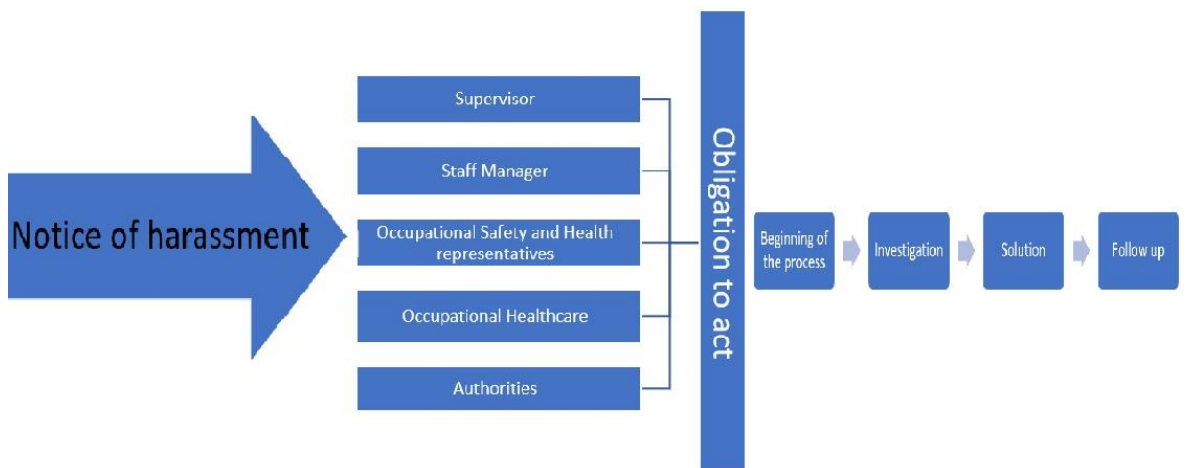 Notice of harassment
Supervisor
Staff Manager
Occupational Safety and Health
representatives
Occupational Healthcare
Authorities
Obligation to act
Beginning of
the process
Investigation
Solution
Follow up